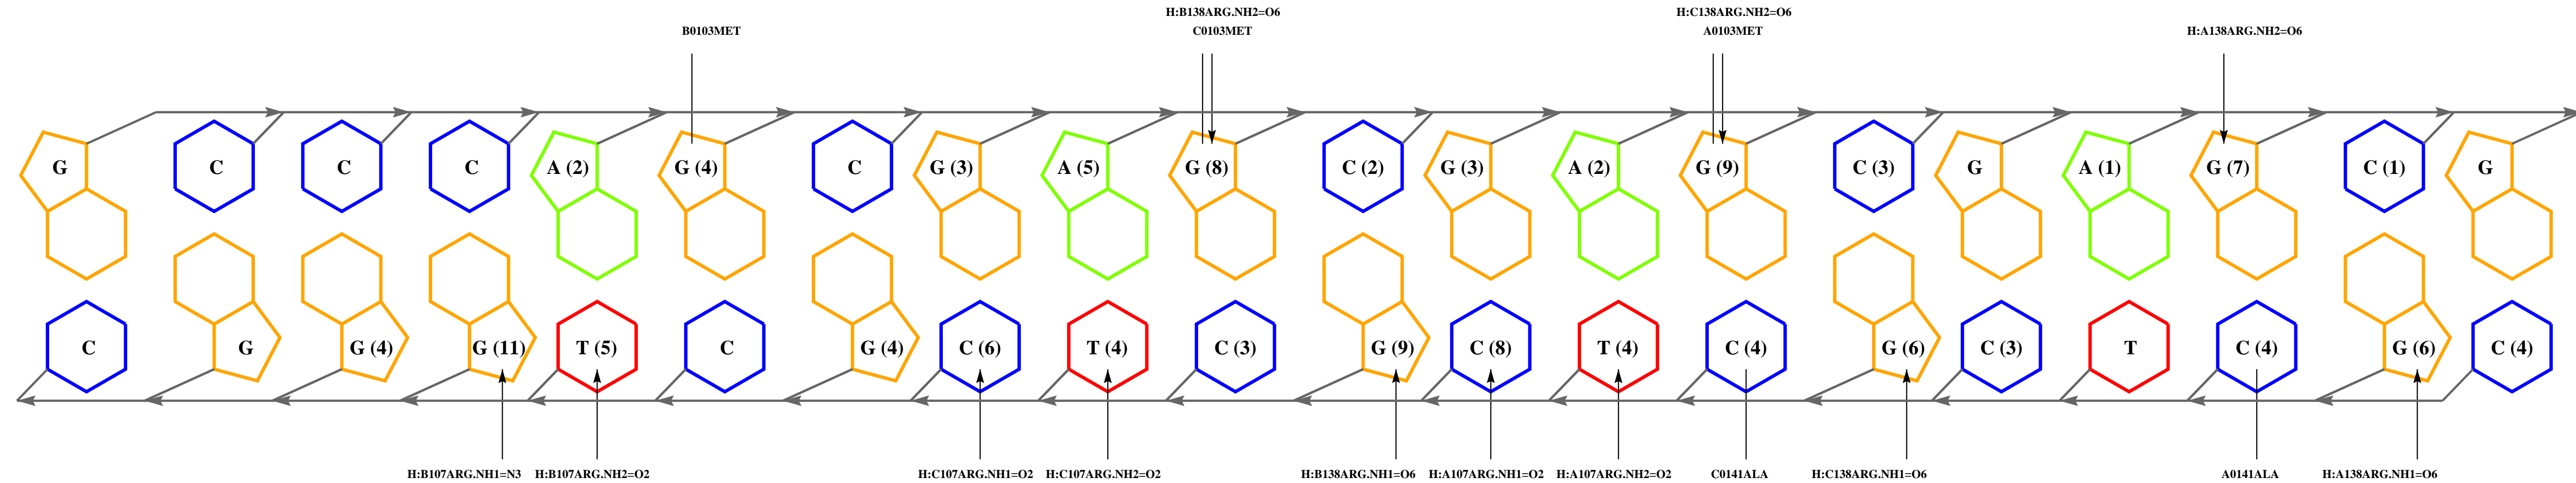 H:B138ARG.NH2=O6 H:C138ARG.NH2=O6
B0103MET C0103MET A0103MET H:A138ARG.NH2=O6
G C C C A (2) G (4) C G (3) A (5) G (8) C (2) G (3) A (2) G (9) C (3) G A (1) G (7) C (1) G
C G G (4) G (11) T (5) C G (4) C (6) T (4) C (3) G (9) C (8) T (4) C (4) G (6) C (3) T C (4) G (6) C (4)
H:B107ARG.NH1=N3 H:B107ARG.NH2=O2 H:C107ARG.NH1=O2 H:C107ARG.NH2=O2 H:B138ARG.NH1=O6 H:A107ARG.NH1=O2 H:A107ARG.NH2=O2 C0141ALA H:C138ARG.NH1=O6 A0141ALA H:A138ARG.NH1=O6